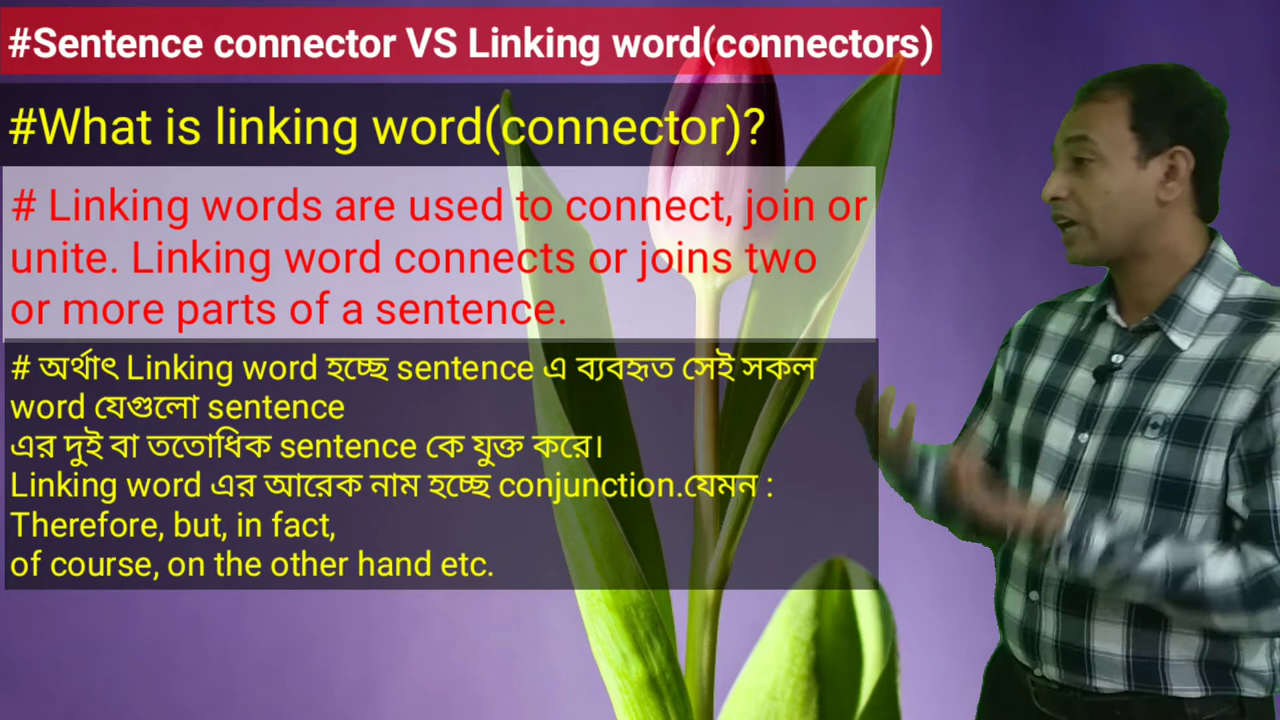 #Sentence connector VS Linking word(connectors)
#What is linking word(connector)?
# Linking words are used to connect, join or
unite. Linking word connects or joins two
or more parts of a sentence.
# অর্থাৎ Linking word হচ্ছে sentence এ ব্যবহৃত সেই সকল
word যেগুলো sentence
এর দুই বা ততোধিক sentence কে যুক্ত করে।
Linking word এর আরেক নাম হচ্ছে conjunction.যেমন :
Therefore, but, in fact,
of course, on the other hand etc.